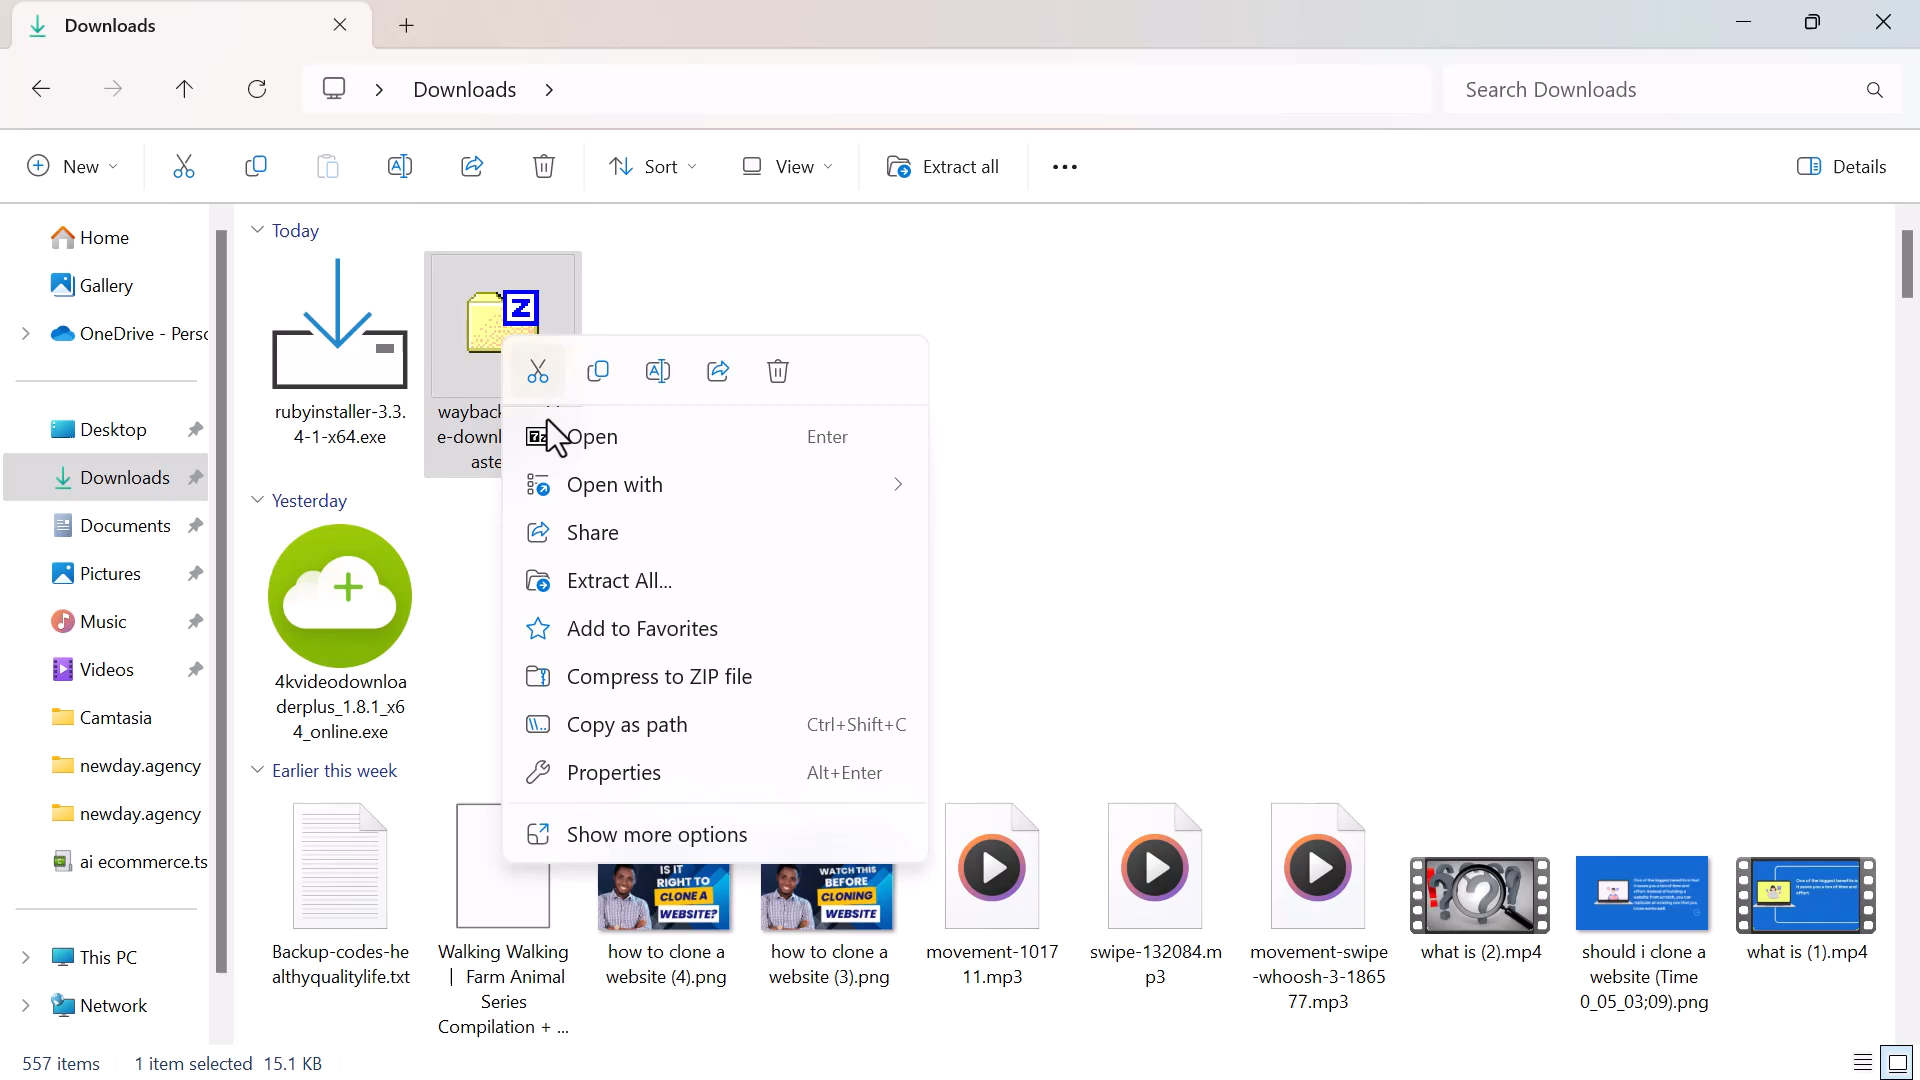 Downloads
Downloads
Search Downloads
New
Sort
View
Extract all
Details
Home
Gallery
OneDrive - Perso
Desktop
Downloads
Documents
Pictures
Music
Videos
Camtasia
newday.agency
newday.agency
ai ecommerce.ts
This PC
Network
Today
rubyinstaller-3.3.
4-1-x64.exe
wayback
e-downl
aste
Yesterday
4kvideodownloa
derplus_1.8.1_x6
4_online.exe
Open Enter
Open with
Share
Extract All...
Add to Favorites
Compress to ZIP file
Copy as path Ctrl+Shift+C
Properties Alt+Enter
Show more options
Earlier this week
Backup-codes-he
althyqualitylife.txt
Walking Walking
| Farm Animal
Series
Compilation + ...
IS IT
RIGHT TO
CLONE A
WEBSITE?
how to clone a
website (4).png
WATCH THIS
BEFORE
CLONING
WEBSITE
how to clone a
website (3).png
movement-1017
11.mp3
swipe-132084.m
p3
movement-swipe
-whoosh-3-1865
77.mp3
what is (2).mp4
should i clone a
website (Time
0_05_03;09).png
what is (1).mp4
557 items 1 item selected 15.1 KB